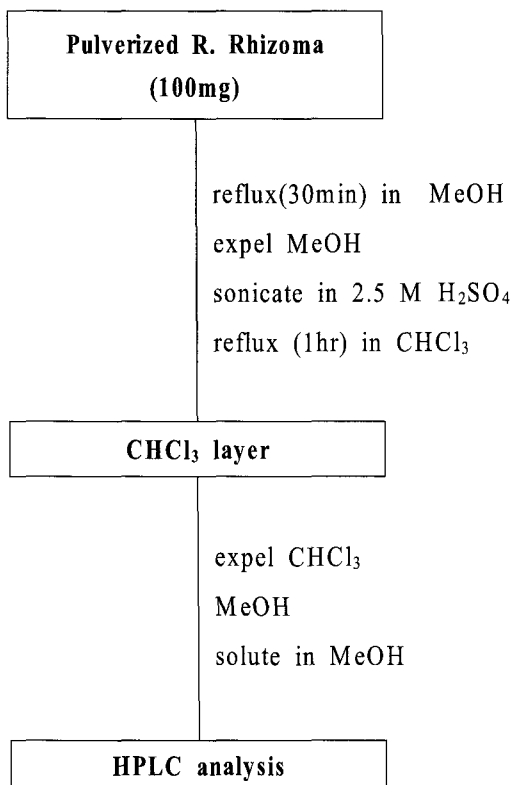 Pulverized R. Rhizoma
(100mg)
reflux(30min) in MeOH
expel MeOH
sonicate in 2.5 M H₂SO₄
reflux (1hr) in CHCl₃
CHCl₃ layer
expel CHCl₃
MeOH
solute in MeOH
HPLC analysis